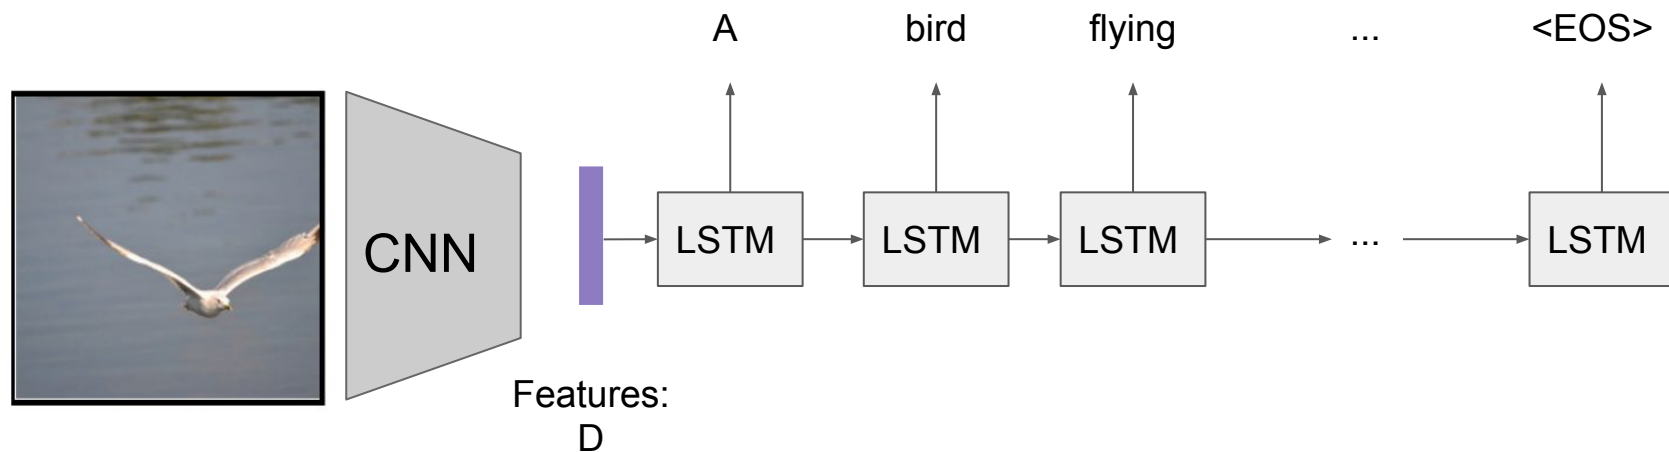 A bird flying ... <EOS>
CNN
LSTM LSTM LSTM ... LSTM
Features:
D